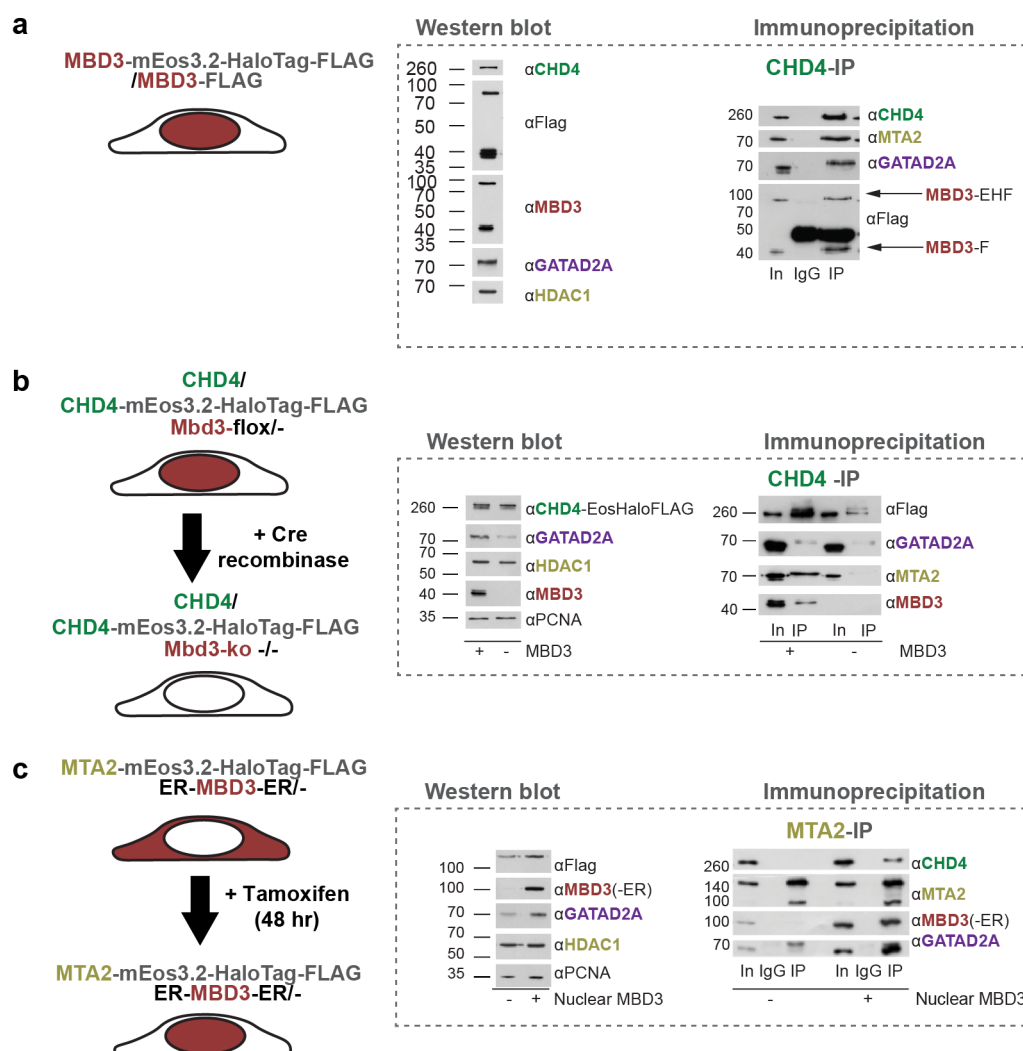 a
MBD3-mEos3.2-HaloTag-FLAG
/MBD3-FLAG
Western blot
260
100
70
50
40
35
100
70
50
40
35
70
70
αCHD4
αFlag
αMBD3
αGATAD2A
αHDAC1
Immunoprecipitation
CHD4-IP
260
70
70
100
70
50
40
αCHD4
αMTA2
αGATAD2A
MBD3-EHF
αFlag
MBD3-F
In IgG IP
b
CHD4/
CHD4-mEos3.2-HaloTag-FLAG
Mbd3-flox/-
+ Cre
recombinase
CHD4/
CHD4-mEos3.2-HaloTag-FLAG
Mbd3-ko -/-
Western blot
260
70
70
50
40
35
αCHD4-EosHaloFLAG
αGATAD2A
αHDAC1
αMBD3
αPCNA
+ - MBD3
Immunoprecipitation
CHD4 -IP
260
70
70
40
αFlag
αGATAD2A
αMTA2
αMBD3
In IP In IP
+ - MBD3
c
MTA2-mEos3.2-HaloTag-FLAG
ER-MBD3-ER/-
+ Tamoxifen
(48 hr)
MTA2-mEos3.2-HaloTag-FLAG
ER-MBD3-ER/-
Western blot
100
100
70
70
50
35
αFlag
αMBD3(-ER)
αGATAD2A
αHDAC1
αPCNA
- + Nuclear MBD3
Immunoprecipitation
MTA2-IP
260
140
100
100
70
αCHD4
αMTA2
αMBD3(-ER)
αGATAD2A
In IgG IP In IgG IP
- + Nuclear MBD3